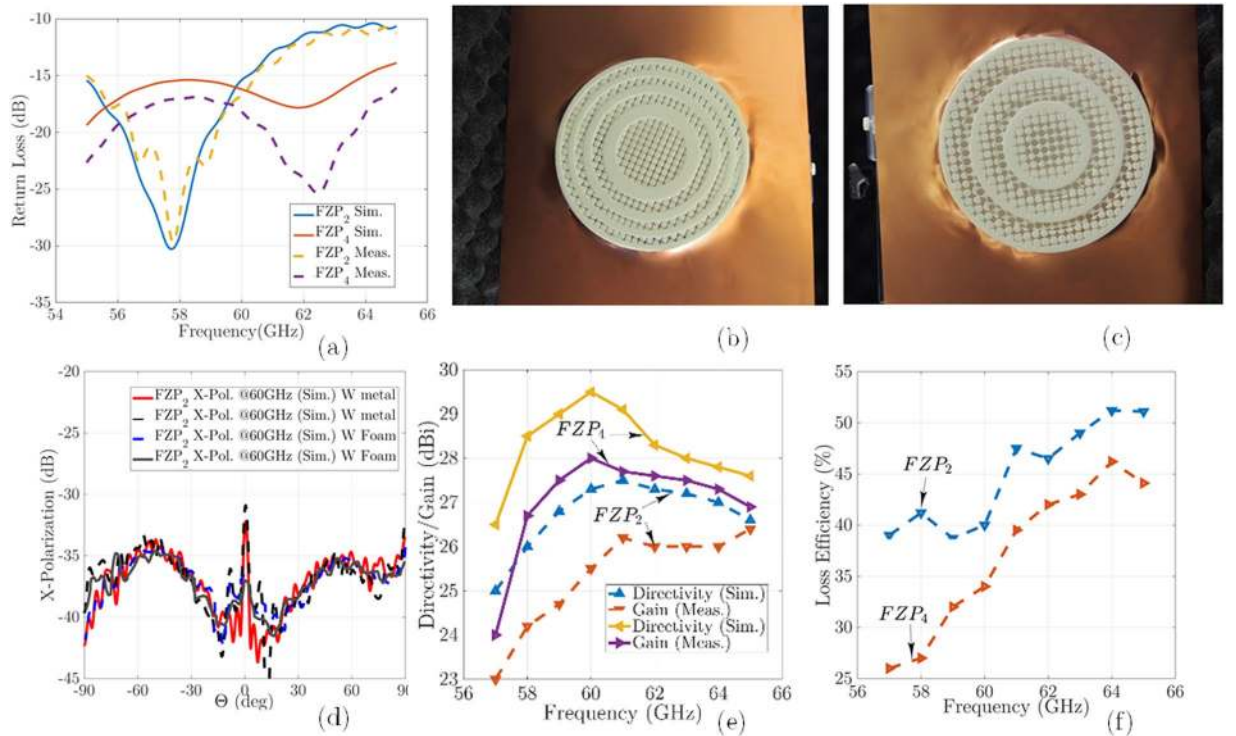 -10
-15
-20
-25
-30
-35
Return Loss (dB)
FZP2 Sim.
FZP4 Sim.
FZP2 Meas.
FZP4 Meas.
54 56 58 60 62 64 66
Frequency(GHz)
(a)
(b)
(c)
-20
-25
-30
-35
-40
-45
X-Polarization (dB)
FZP2 X-Pol. @60GHz (Sim.) W metal
FZP2 X-Pol. @60GHz (Sim.) W metal
FZP2 X-Pol. @60GHz (Sim.) W Foam
FZP2 X-Pol. @60GHz (Sim.) W Foam
-90 -60 -30 0 30 60 90
Θ (deg)
(d)
30
29
28
27
26
25
24
23
Directivity/Gain (dBi)
FZP4
FZP2
Directivity (Sim.)
Gain (Meas.)
Directivity (Sim.)
Gain (Meas.)
56 58 60 62 64 66
Frequency (GHz)
(e)
55
50
45
40
35
30
25
Loss Efficiency (%)
FZP2
FZP4
56 58 60 62 64 66
Frequency (GHz)
(f)